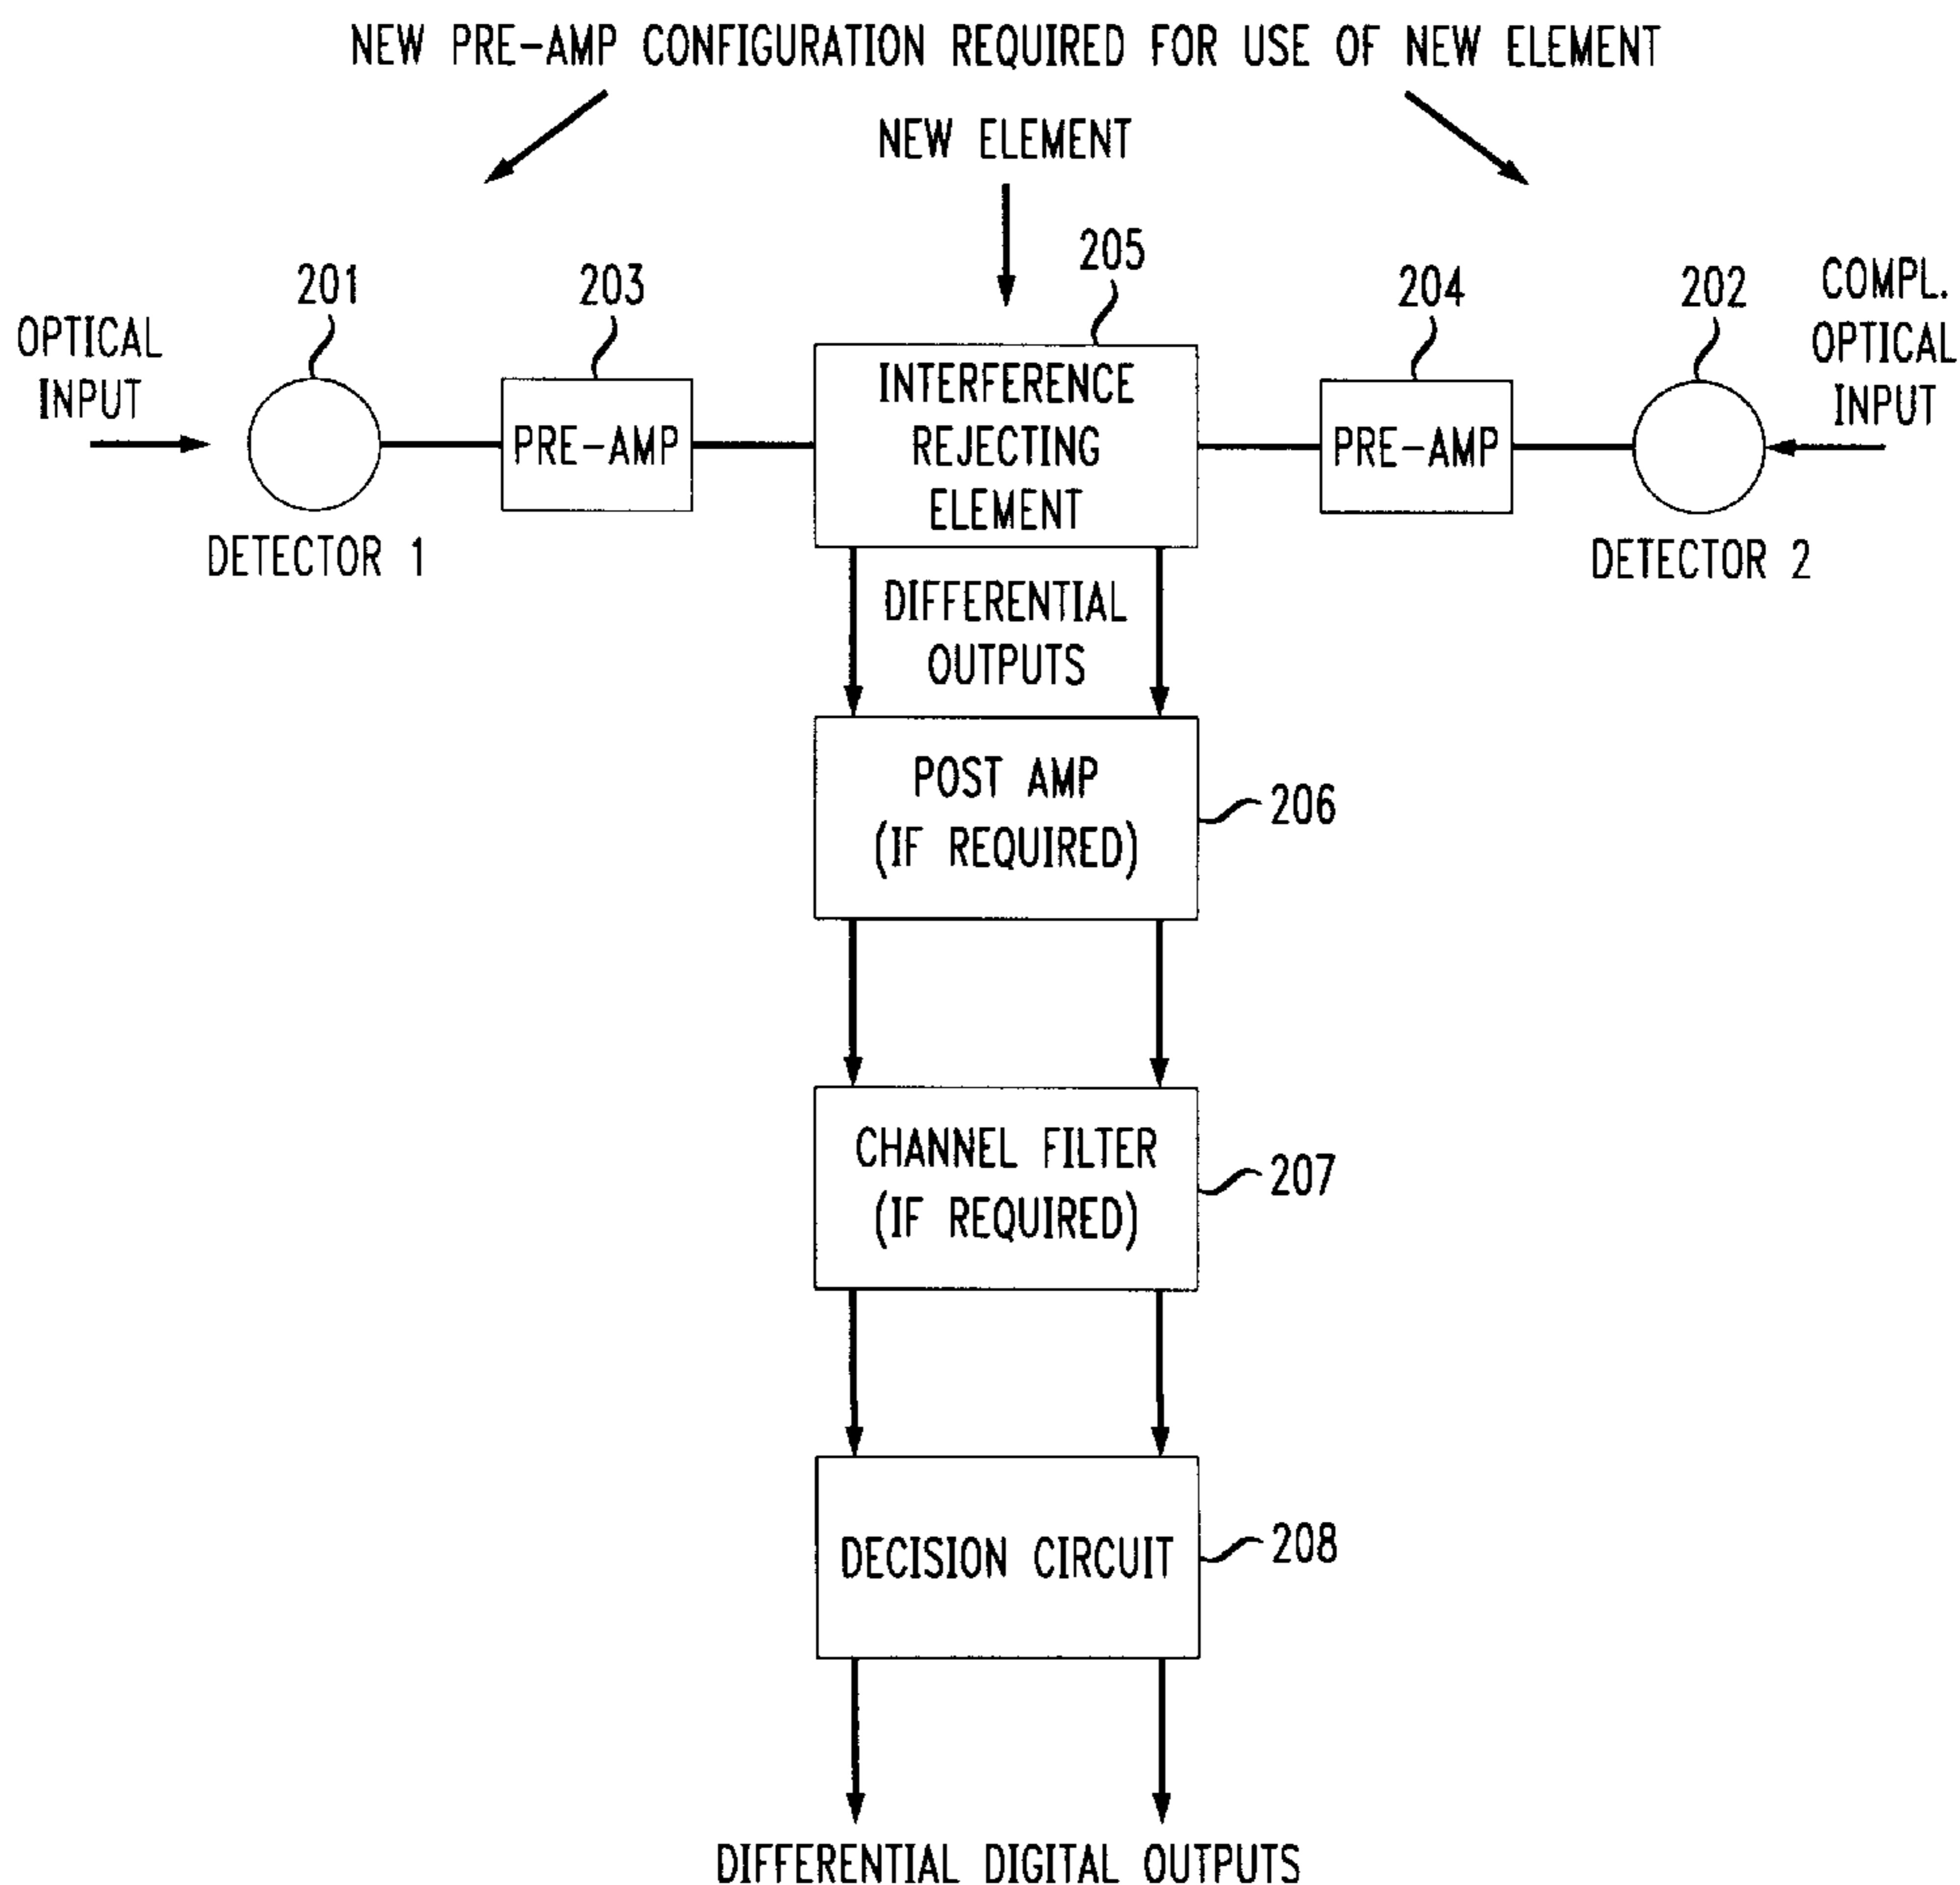 NEW PRE-AMP CONFIGURATION REQUIRED FOR USE OF NEW ELEMENT
NEW ELEMENT
205
201
203
204
202
COMPL.
OPTICAL
INPUT
OPTICAL
INPUT
PRE-AMP
INTERFERENCE
REJECTING
ELEMENT
PRE-AMP
DETECTOR 1
DETECTOR 2
DIFFERENTIAL
OUTPUTS
POST AMP
(IF REQUIRED)
206
CHANNEL FILTER
(IF REQUIRED)
207
DECISION CIRCUIT
208
DIFFERENTIAL DIGITAL OUTPUTS